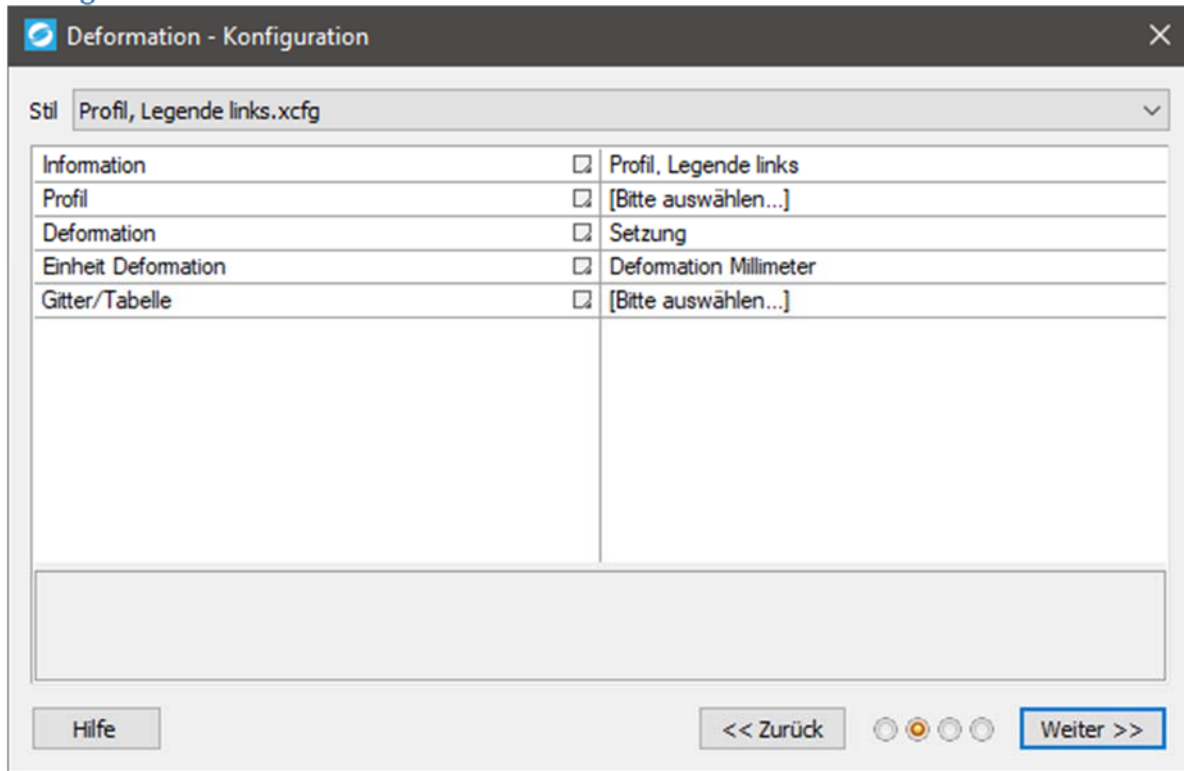 Deformation - Konfiguration
Stil Profil, Legende links.xcfg
Information Profil, Legende links
Profil [Bitte auswählen...]
Deformation Setzung
Einheit Deformation Deformation Millimeter
Gitter/Tabelle [Bitte auswählen...]
Hilfe << Zurück Weiter >>